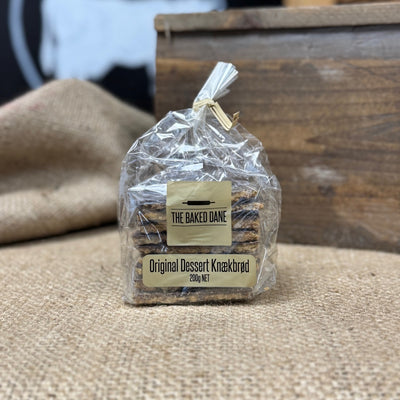 THE BAKED DANE
Original Dessert Knækbrød
200g NET